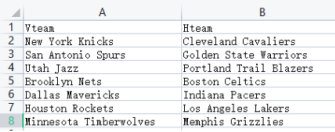 A B
1 Vteam Hteam
2 New York Knicks Cleveland Cavaliers
3 San Antonio Spurs Golden State Warriors
4 Utah Jazz Portland Trail Blazers
5 Brooklyn Nets Boston Celtics
6 Dallas Mavericks Indiana Pacers
7 Houston Rockets Los Angeles Lakers
8 Minnesota Timberwolves Memphis Grizzlies